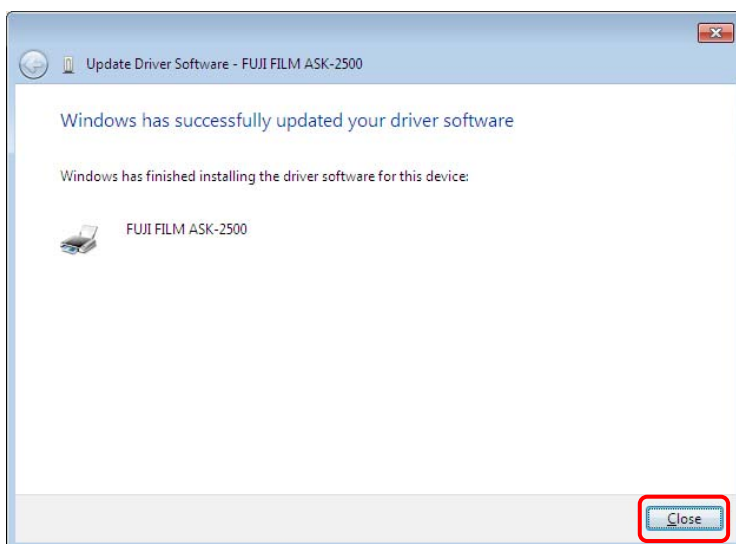 Update Driver Software - FUJI FILM ASK-2500
Windows has successfully updated your driver software
Windows has finished installing the driver software for this device:
FUJI FILM ASK-2500
Close